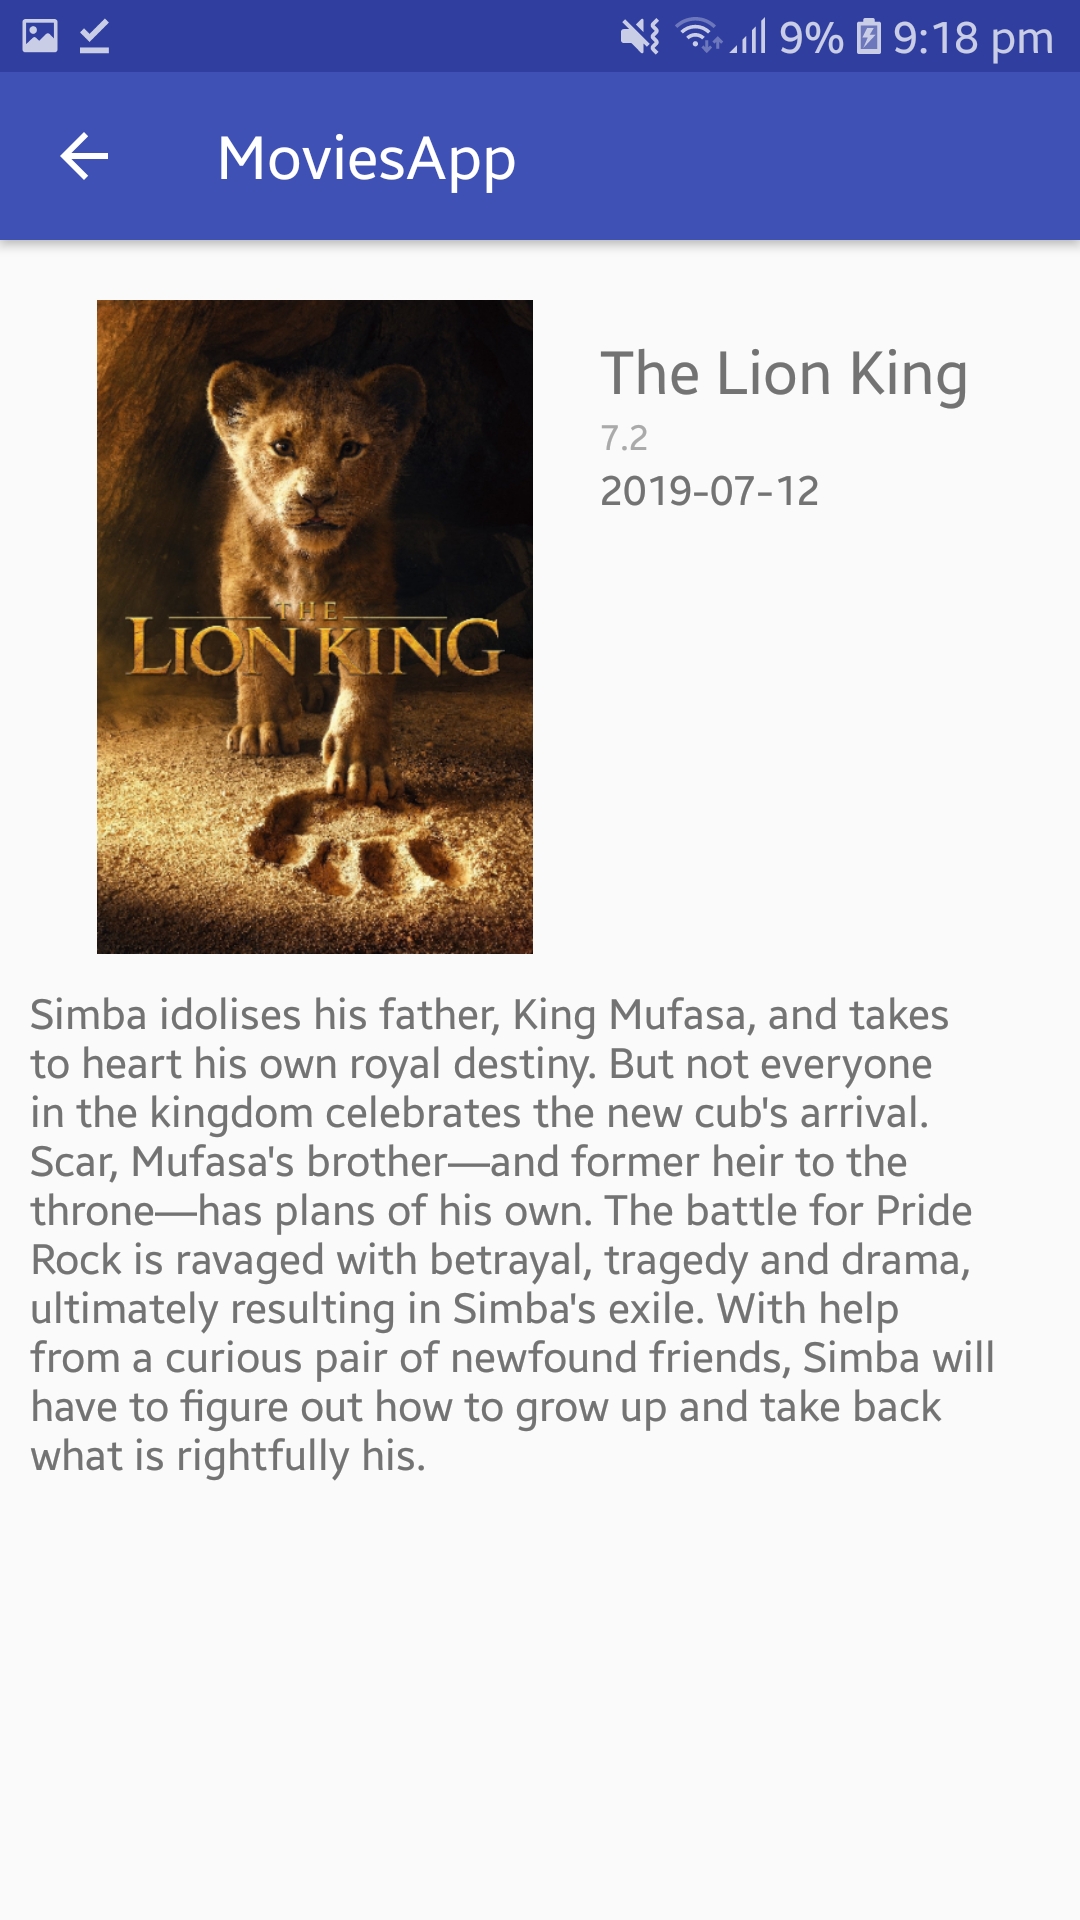 9% 9:18 pm
MoviesApp
THE
LION KING
The Lion King
7.2
2019-07-12
Simba idolises his father, King Mufasa, and takes
to heart his own royal destiny. But not everyone
in the kingdom celebrates the new cub's arrival.
Scar, Mufasa's brother—and former heir to the
throne—has plans of his own. The battle for Pride
Rock is ravaged with betrayal, tragedy and drama,
ultimately resulting in Simba's exile. With help
from a curious pair of newfound friends, Simba will
have to figure out how to grow up and take back
what is rightfully his.